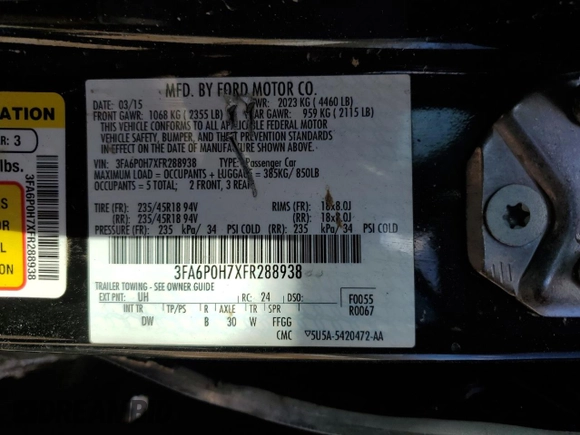 MFD. BY FORD MOTOR CO.
DATE: 03/15 GVWR: 2023 KG ( 4460 LB)
FRONT GAWR: 1068 KG ( 2355 LB) REAR GAWR: 959 KG ( 2115 LB)
THIS VEHICLE CONFORMS TO ALL APPLICABLE FEDERAL MOTOR
VEHICLE SAFETY, BUMPER, AND THEFT PREVENTION STANDARDS
IN EFFECT ON THE DATE OF MANUFACTURE SHOWN ABOVE.
VIN: 3FA6P0H7XFR288938 TYPE: Passenger Car
MAXIMUM LOAD = OCCUPANTS + LUGGAGE = 385KG/ 850LB
OCCUPANTS = 5 TOTAL: 2 FRONT, 3 REAR
TIRE (FR): 235/45R18 94V RIMS (FR): 18x8.0J
(RR): 235/45R18 94V (RR): 18x8.0J
PRESSURE (FR): 235 kPa/ 34 PSI COLD (RR): 235 kPa/ 34 PSI COLD
3FA6P0H7XFR288938
TRAILER TOWING - SEE OWNER GUIDE
EXT PNT: UH RC: 24 DSO:
F0055
R0067
INT TR TP/PS R AXLE TR SPR
DW B 30 W FFGG
CMC ▽5U5A-5420472-AA
ATION
R: 3
lbs.
S
S
ION
3FA6P0H7XFR288938